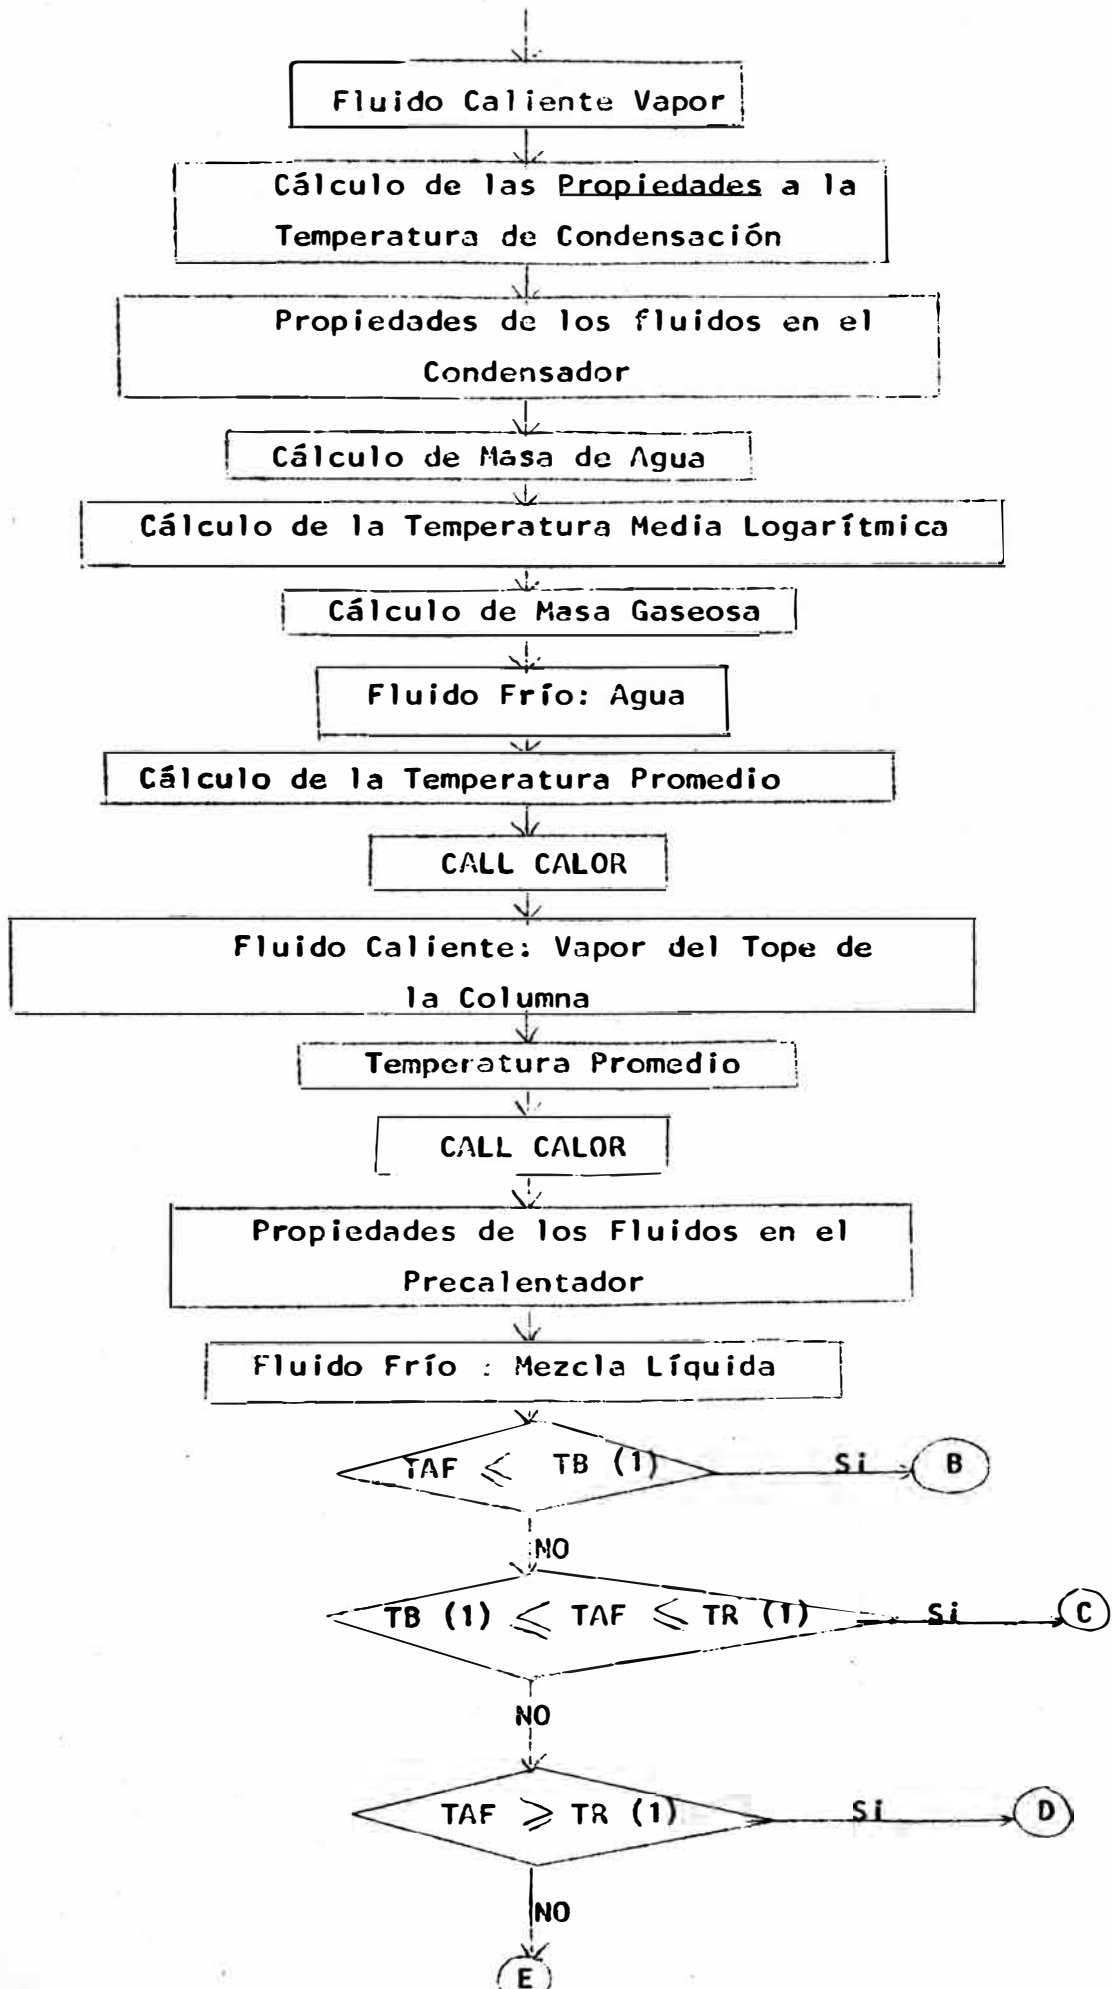 Fluido Caliente Vapor
Cálculo de las Propiedades a la
Temperatura de Condensación
Propiedades de los fluidos en el
Condensador
Cálculo de Masa de Agua
Cálculo de la Temperatura Media Logarítmica
Cálculo de Masa Gaseosa
Fluido Frío: Agua
Cálculo de la Temperatura Promedio
CALL CALOR
Fluido Caliente: Vapor del Tope de
la Columna
Temperatura Promedio
CALL CALOR
Propiedades de los Fluidos en el
Precalentador
Fluido Frío : Mezcla Líquida
TAF ⩽ TB (1) Si B
NO
TB (1) ⩽ TAF ⩽ TR (1) Si C
NO
TAF ⩾ TR (1) Si D
NO
E